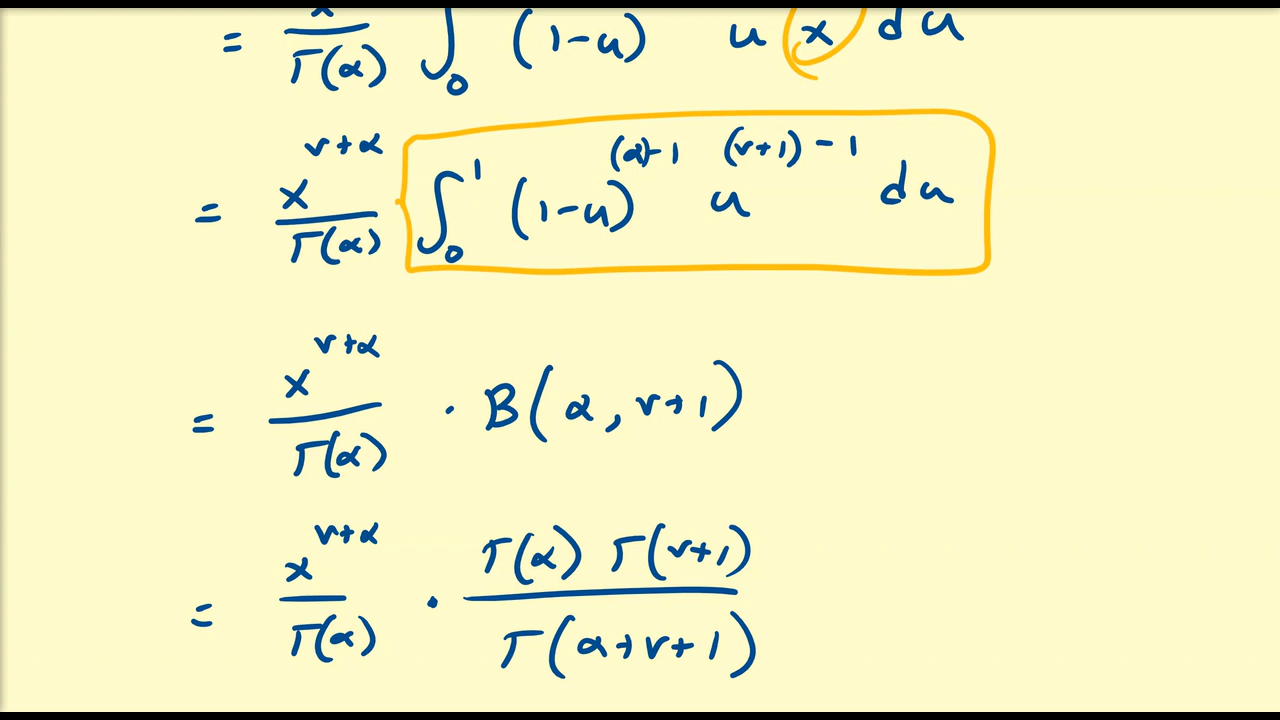 = x/Γ(α) ∫₀ (1-u) u x du
= x^(r+α)/Γ(α) ∫₀¹ (1-u)^((α)-1) u^((r+1)-1) du
= x^(r+α)/Γ(α) · B(α, r+1)
= x^(r+α)/Γ(α) · Γ(α) Γ(r+1)/Γ(α+r+1)